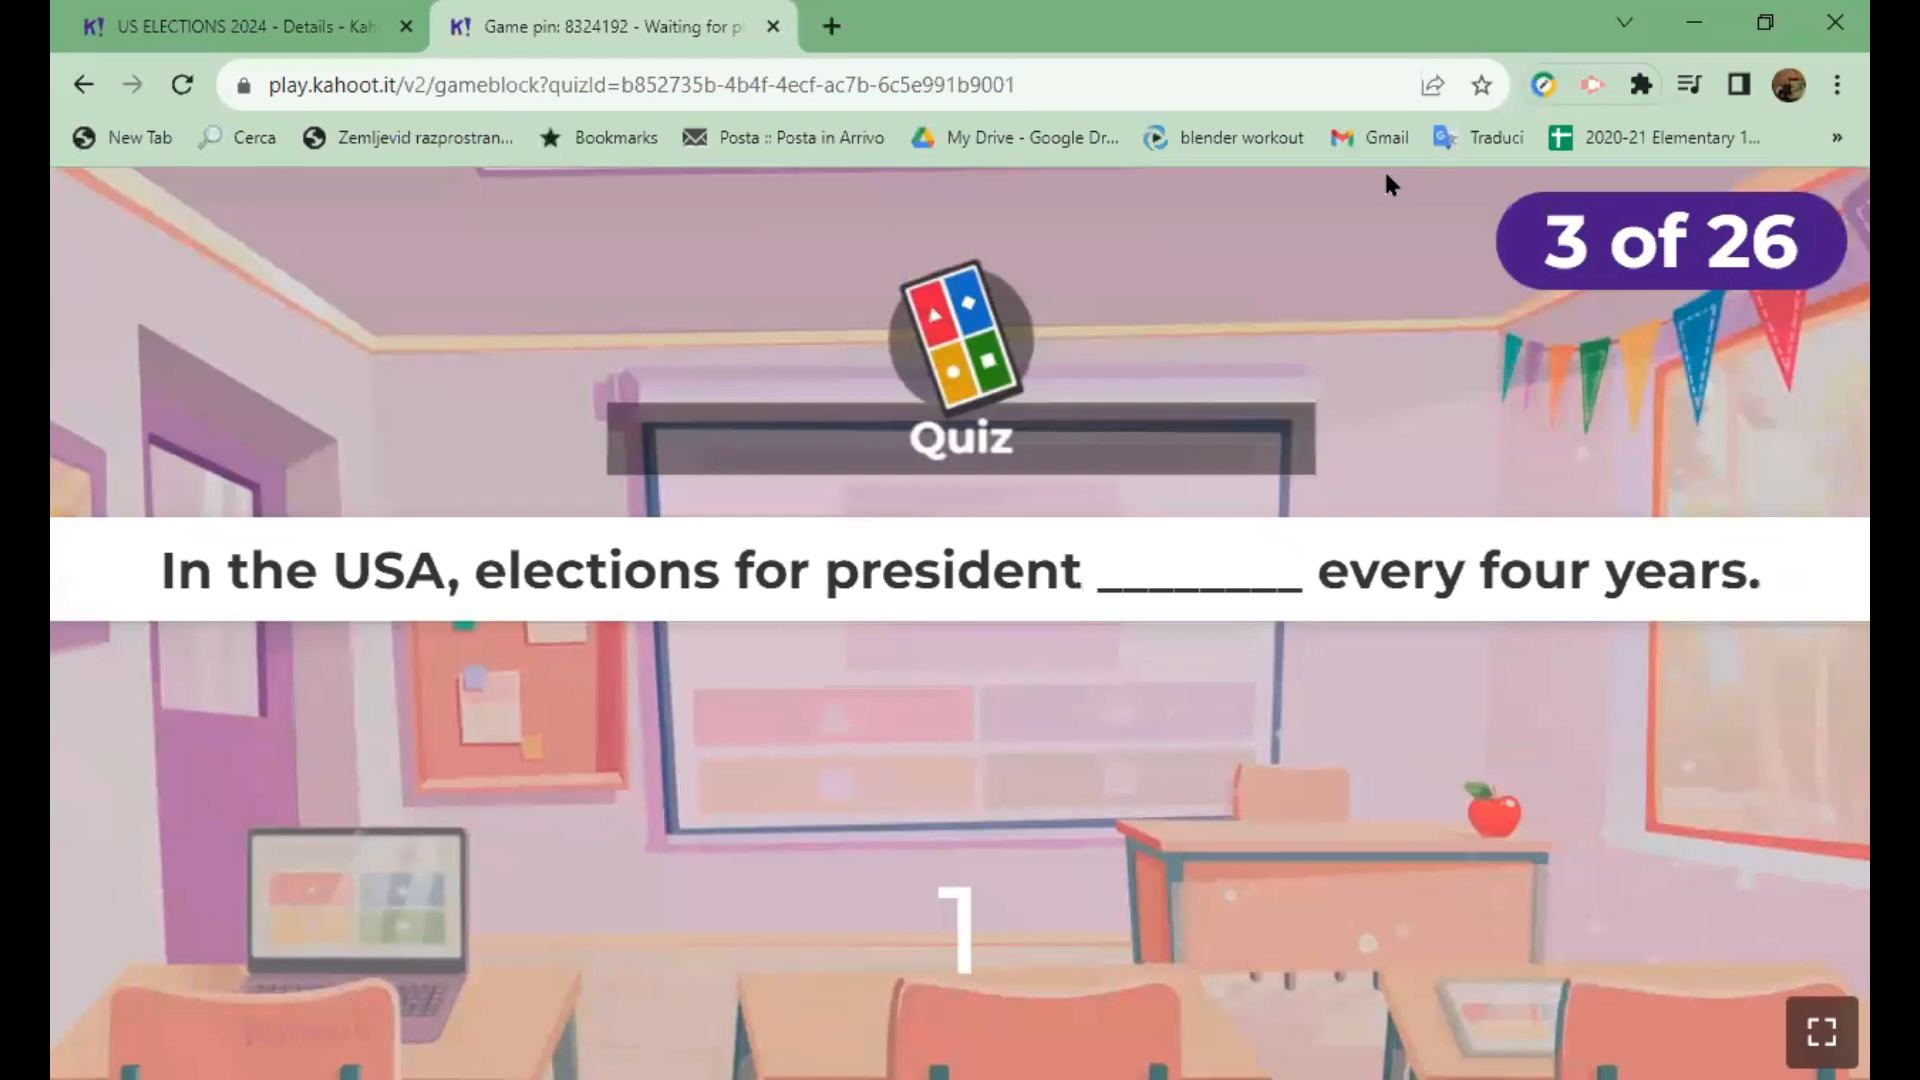 US ELECTIONS 2024 - Details - Kah
Game pin: 8324192 - Waiting for p
play.kahoot.it/v2/gameblock?quizId=b852735b-4b4f-4ecf-ac7b-6c5e991b9001
New Tab
Cerca
Zemljevid razprostran...
Bookmarks
Posta :: Posta in Arrivo
My Drive - Google Dr...
blender workout
Gmail
Traduci
2020-21 Elementary 1...
»
3 of 26
Quiz
In the USA, elections for president ________ every four years.
1